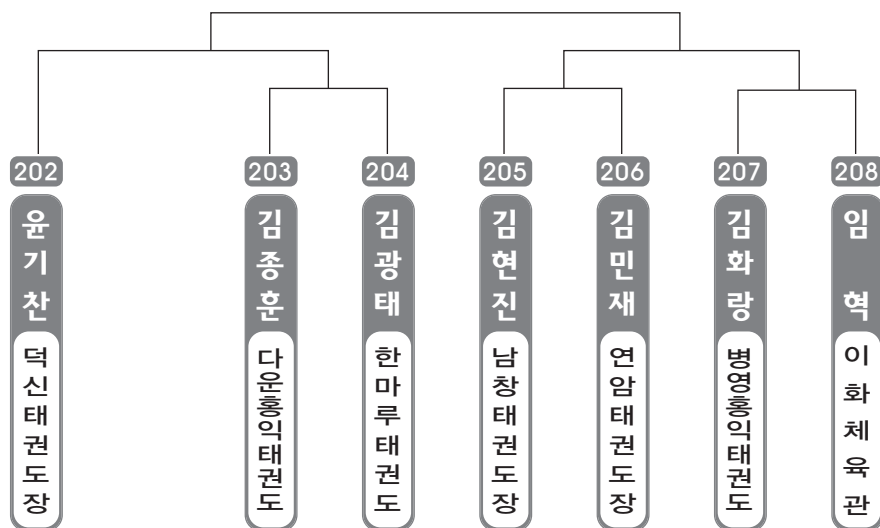 202
윤기찬
덕신태권도장
203
김종훈
다운홍익태권도
204
김광태
한마루태권도
205
김현진
남창태권도장
206
김민재
연암태권도장
207
김화랑
병영홍익태권도
208
임 혁
이화체육관